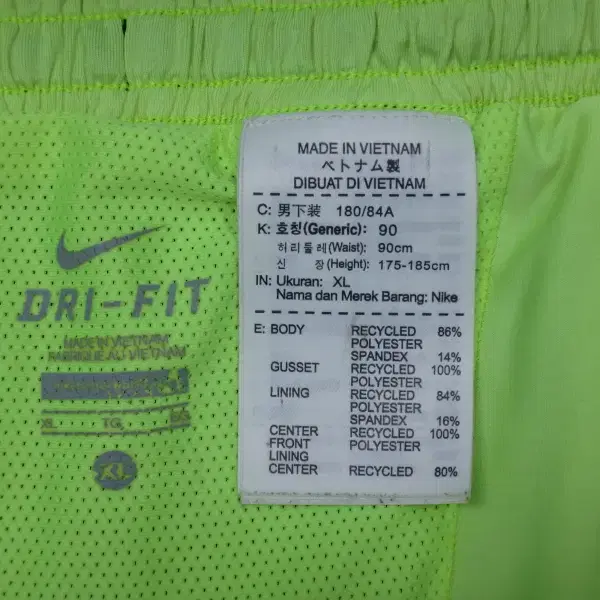 MADE IN VIETNAM
ベトナム製
DIBUAT DI VIETNAM
C: 男下装 180/84A
K: 호칭(Generic): 90
허리둘레(Waist): 90cm
신 장(Height): 175-185cm
IN: Ukuran: XL
Nama dan Merek Barang: Nike
E: BODY RECYCLED 86%
POLYESTER
SPANDEX 14%
GUSSET RECYCLED 100%
POLYESTER
LINING RECYCLED 84%
POLYESTER
SPANDEX 16%
CENTER RECYCLED 100%
FRONT POLYESTER
LINING
CENTER RECYCLED 80%
DRI-FIT
MADE IN VIETNAM
FABRIQUE AU VIETNAM
XL TG
XL